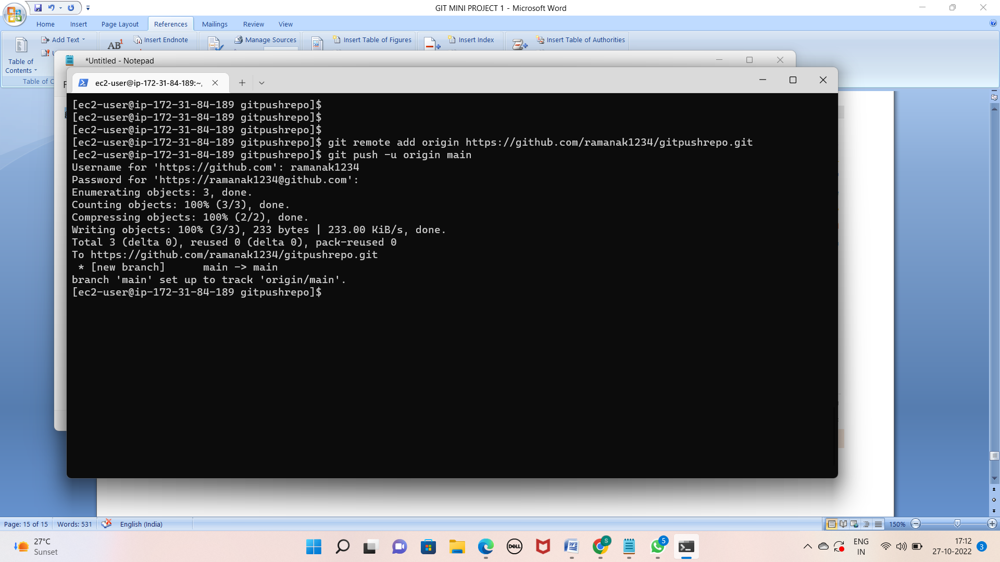 GIT MINI PROJECT 1 - Microsoft Word
Home Insert Page Layout References Mailings Review View
Add Text AB¹ Insert Endnote Manage Sources Insert Table of Figures Insert Index Insert Table of Authorities
Table of
Contents
Table of C
*Untitled - Notepad
ec2-user@ip-172-31-84-189:~,
[ec2-user@ip-172-31-84-189 gitpushrepo]$
[ec2-user@ip-172-31-84-189 gitpushrepo]$
[ec2-user@ip-172-31-84-189 gitpushrepo]$
[ec2-user@ip-172-31-84-189 gitpushrepo]$ git remote add origin https://github.com/ramanak1234/gitpushrepo.git
[ec2-user@ip-172-31-84-189 gitpushrepo]$ git push -u origin main
Username for 'https://github.com': ramanak1234
Password for 'https://ramanak1234@github.com':
Enumerating objects: 3, done.
Counting objects: 100% (3/3), done.
Compressing objects: 100% (2/2), done.
Writing objects: 100% (3/3), 233 bytes | 233.00 KiB/s, done.
Total 3 (delta 0), reused 0 (delta 0), pack-reused 0
To https://github.com/ramanak1234/gitpushrepo.git
 * [new branch]      main -> main
branch 'main' set up to track 'origin/main'.
[ec2-user@ip-172-31-84-189 gitpushrepo]$
Page: 15 of 15 Words: 531 English (India) 150%
27°C
Sunset
DELL
S
5
ENG
IN
17:12
27-10-2022
3